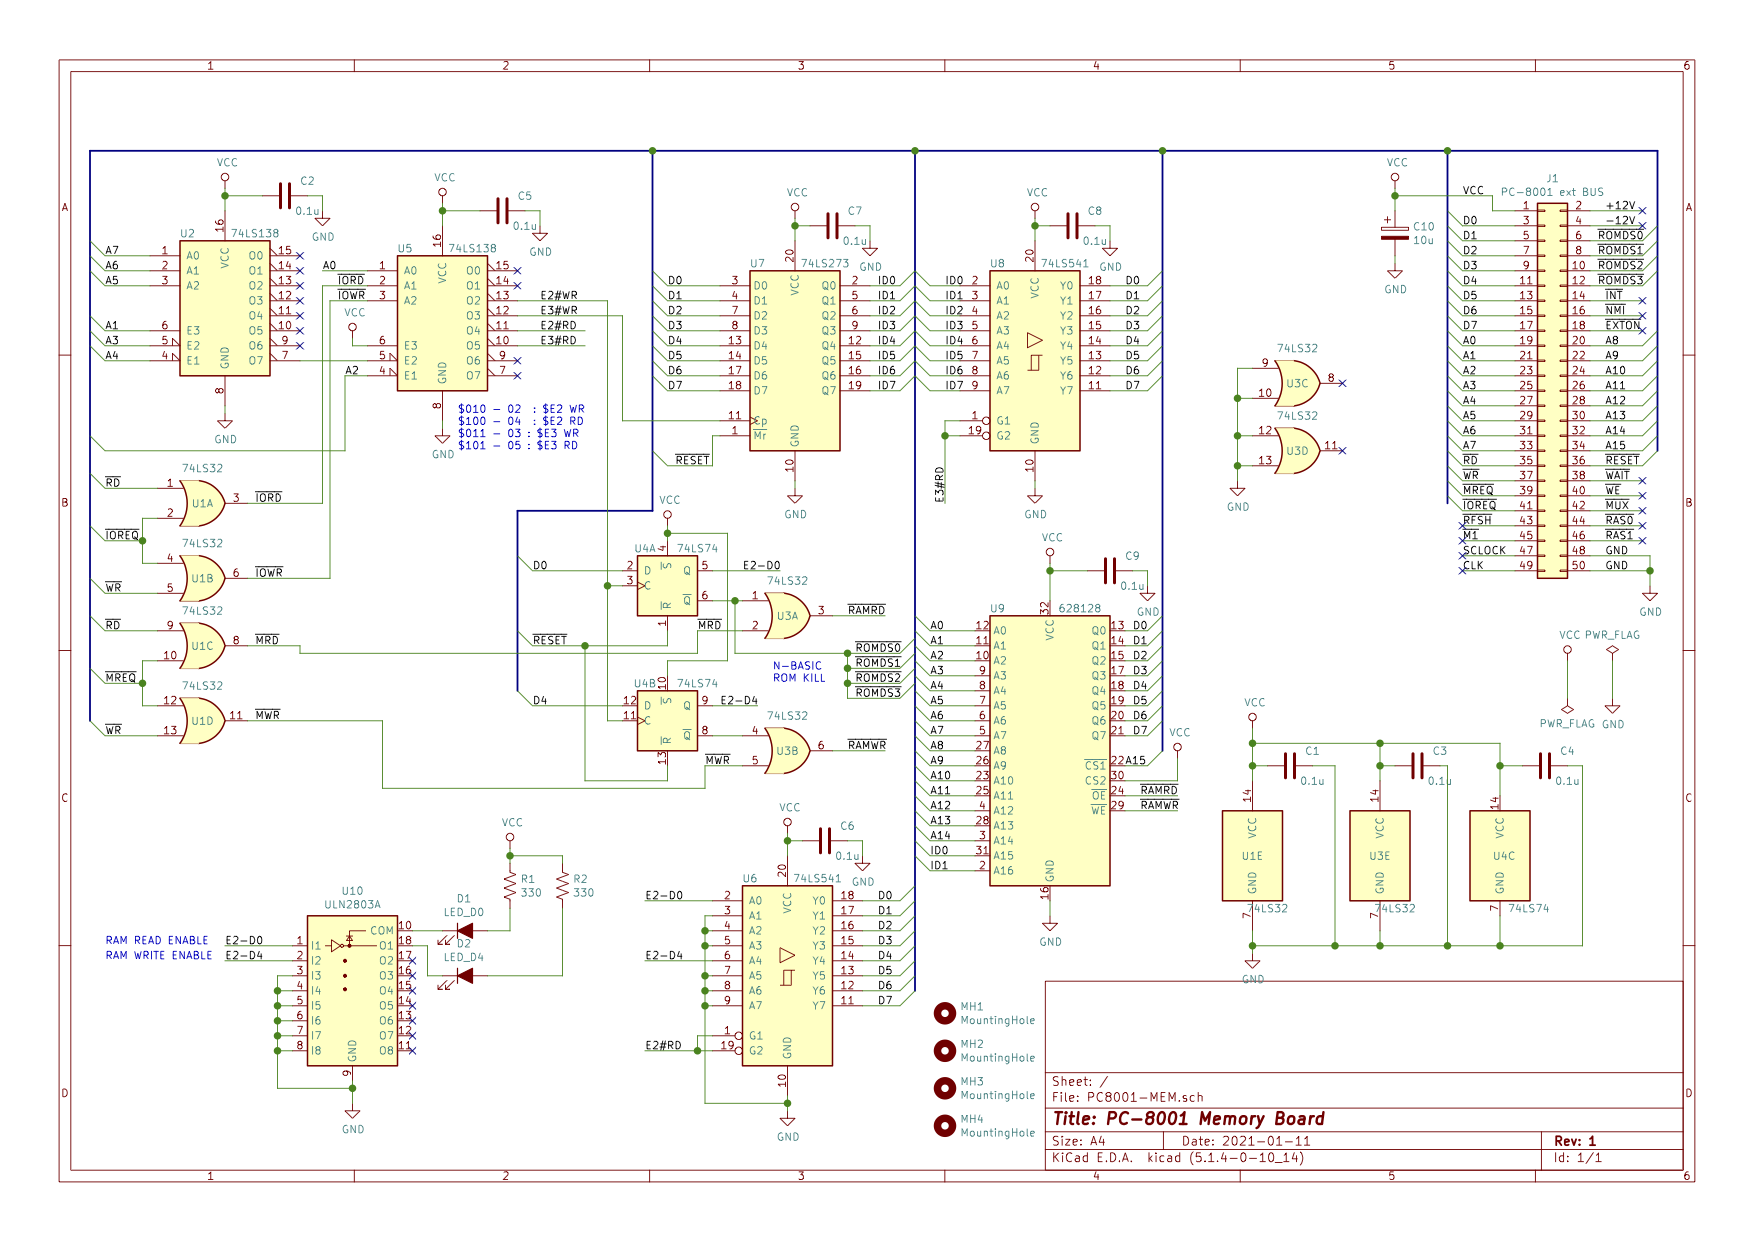 1 2 3 4 5 6
A
B
C
D
VCC
C2
0.1u
GND
U2 74LS138
16
VCC
A7 1 A0 O0 15
A6 2 A1 O1 14
A5 3 A2 O2 13
O3 12
O4 11
A1 6 E3 O5 10
A3 5 E2 O6 9
A4 4 E1 O7 7
GND
8
GND
VCC
C5
0.1u
GND
U5 74LS138
16
VCC
A0 1 A0 O0 15
IORD 2 A1 O1 14
IOWR 3 A2 O2 13 E2#WR
O3 12 E3#WR
VCC
O4 11 E2#RD
6 E3 O5 10 E3#RD
5 E2 O6 9
A2 4 E1 O7 7
GND
8
GND
$010 - 02 : $E2 WR
$100 - 04 : $E2 RD
$011 - 03 : $E3 WR
$101 - 05 : $E3 RD
VCC
C7
0.1u
GND
U7 74LS273
20
VCC
D0 3 D0 Q0 2 ID0
D1 4 D1 Q1 5 ID1
D2 7 D2 Q2 6 ID2
D3 8 D3 Q3 9 ID3
D4 13 D4 Q4 12 ID4
D5 14 D5 Q5 15 ID5
D6 17 D6 Q6 16 ID6
D7 18 D7 Q7 19 ID7
11 Cp
1 Mr
RESET
GND
10
GND
VCC
C8
0.1u
GND
U8 74LS541
20
VCC
ID0 2 A0 Y0 18 D0
ID1 3 A1 Y1 17 D1
ID2 4 A2 Y2 16 D2
ID3 5 A3 Y3 15 D3
ID4 6 A4 Y4 14 D4
ID5 7 A5 Y5 13 D5
ID6 8 A6 Y6 12 D6
ID7 9 A7 Y7 11 D7
1 G1
19 G2
E3#RD
GND
10
GND
74LS32
9
10 U3C 8
74LS32
12
13 U3D 11
GND
VCC
C10
10u
GND
J1
PC-8001 ext BUS
VCC 1 2 +12V
D0 3 4 -12V
D1 5 6 ROMDS0
D2 7 8 ROMDS1
D3 9 10 ROMDS2
D4 11 12 ROMDS3
D5 13 14 INT
D6 15 16 NMI
D7 17 18 EXTON
A0 19 20 A8
A1 21 22 A9
A2 23 24 A10
A3 25 26 A11
A4 27 28 A12
A5 29 30 A13
A6 31 32 A14
A7 33 34 A15
RD 35 36 RESET
WR 37 38 WAIT
MREQ 39 40 WE
IOREQ 41 42 MUX
RFSH 43 44 RAS0
M1 45 46 RAS1
SCLOCK 47 48 GND
CLK 49 50 GND
GND
74LS32
RD 1
2 U1A 3 IORD
IOREQ
74LS32
4
WR 5 U1B 6 IOWR
74LS32
RD 9
10 U1C 8 MRD
MREQ
74LS32
12
WR 13 U1D 11 MWR
VCC
U4A 4 74LS74
D0 2 D S Q 5 E2-D0
3 C
R Q 6
1
RESET
MRD
74LS32
1
2 U3A 3 RAMRD
U4B 10 74LS74
D4 12 D S Q 9 E2-D4
11 C
R Q 8
13
MWR
74LS32
4
5 U3B 6 RAMWR
N-BASIC
ROM KILL
ROMDS0
ROMDS1
ROMDS2
ROMDS3
VCC
C9
0.1u
GND
U9 628128
32
VCC
A0 12 A0 Q0 13 D0
A1 11 A1 Q1 14 D1
A2 10 A2 Q2 15 D2
A3 9 A3 Q3 17 D3
A4 8 A4 Q4 18 D4
A5 7 A5 Q5 19 D5
A6 6 A6 Q6 20 D6
A7 5 A7 Q7 21 D7
A8 27 A8
A9 26 A9 CS1 22 A15
A10 23 A10 CS2 30
VCC
A11 25 A11 OE 24 RAMRD
A12 4 A12 WE 29 RAMWR
A13 28 A13
A14 3 A14
ID0 31 A15
ID1 2 A16
GND
16
GND
VCC PWR_FLAG
PWR_FLAG GND
VCC
C1
0.1u
C3
0.1u
C4
0.1u
14 VCC U1E GND 7 74LS32
14 VCC U3E GND 7 74LS32
14 VCC U4C GND 7 74LS74
GND
VCC
R1
330
R2
330
D1
LED_D0
D2
LED_D4
U10
ULN2803A
COM 10
RAM READ ENABLE E2-D0 1 I1 O1 18
RAM WRITE ENABLE E2-D4 2 I2 O2 17
3 I3 O3 16
4 I4 O4 15
5 I5 O5 14
6 I6 O6 13
7 I7 O7 12
8 I8 O8 11
GND
9
GND
VCC
C6
0.1u
GND
U6 74LS541
20
VCC
E2-D0 2 A0 Y0 18 D0
3 A1 Y1 17 D1
4 A2 Y2 16 D2
5 A3 Y3 15 D3
E2-D4 6 A4 Y4 14 D4
7 A5 Y5 13 D5
8 A6 Y6 12 D6
9 A7 Y7 11 D7
1 G1
E2#RD 19 G2
GND
10
GND
MH1
MountingHole
MH2
MountingHole
MH3
MountingHole
MH4
MountingHole
Sheet: /
File: PC8001-MEM.sch
Title: PC-8001 Memory Board
Size: A4 Date: 2021-01-11 Rev: 1
KiCad E.D.A. kicad (5.1.4-0-10_14) Id: 1/1
A
B
C
D
1 2 3 4 5 6